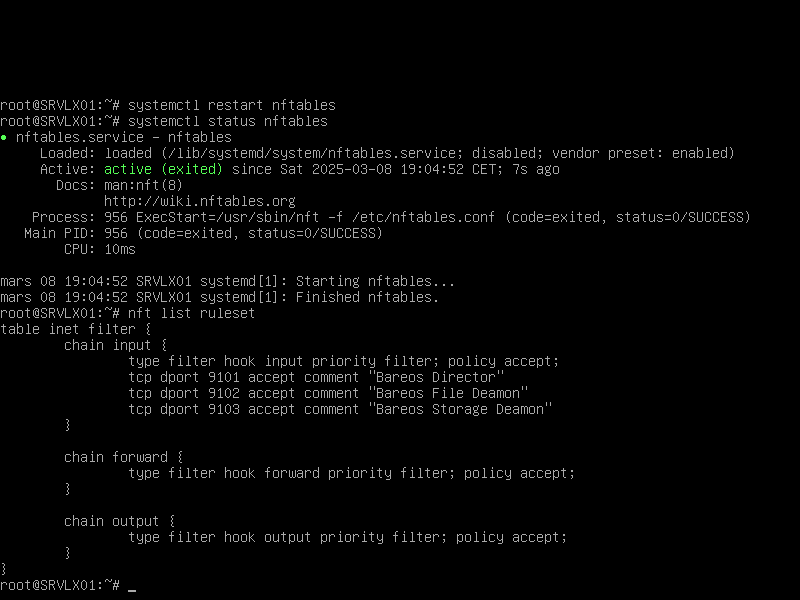 root@SRVLX01:~# systemctl restart nftables
root@SRVLX01:~# systemctl status nftables
● nftables.service - nftables
     Loaded: loaded (/lib/systemd/system/nftables.service; disabled; vendor preset: enabled)
     Active: active (exited) since Sat 2025-03-08 19:04:52 CET; 7s ago
       Docs: man:nft(8)
             http://wiki.nftables.org
    Process: 956 ExecStart=/usr/sbin/nft -f /etc/nftables.conf (code=exited, status=0/SUCCESS)
   Main PID: 956 (code=exited, status=0/SUCCESS)
        CPU: 10ms

mars 08 19:04:52 SRVLX01 systemd[1]: Starting nftables...
mars 08 19:04:52 SRVLX01 systemd[1]: Finished nftables.
root@SRVLX01:~# nft list ruleset
table inet filter {
        chain input {
                type filter hook input priority filter; policy accept;
                tcp dport 9101 accept comment "Bareos Director"
                tcp dport 9102 accept comment "Bareos File Deamon"
                tcp dport 9103 accept comment "Bareos Storage Deamon"
        }

        chain forward {
                type filter hook forward priority filter; policy accept;
        }

        chain output {
                type filter hook output priority filter; policy accept;
        }
}
root@SRVLX01:~# _